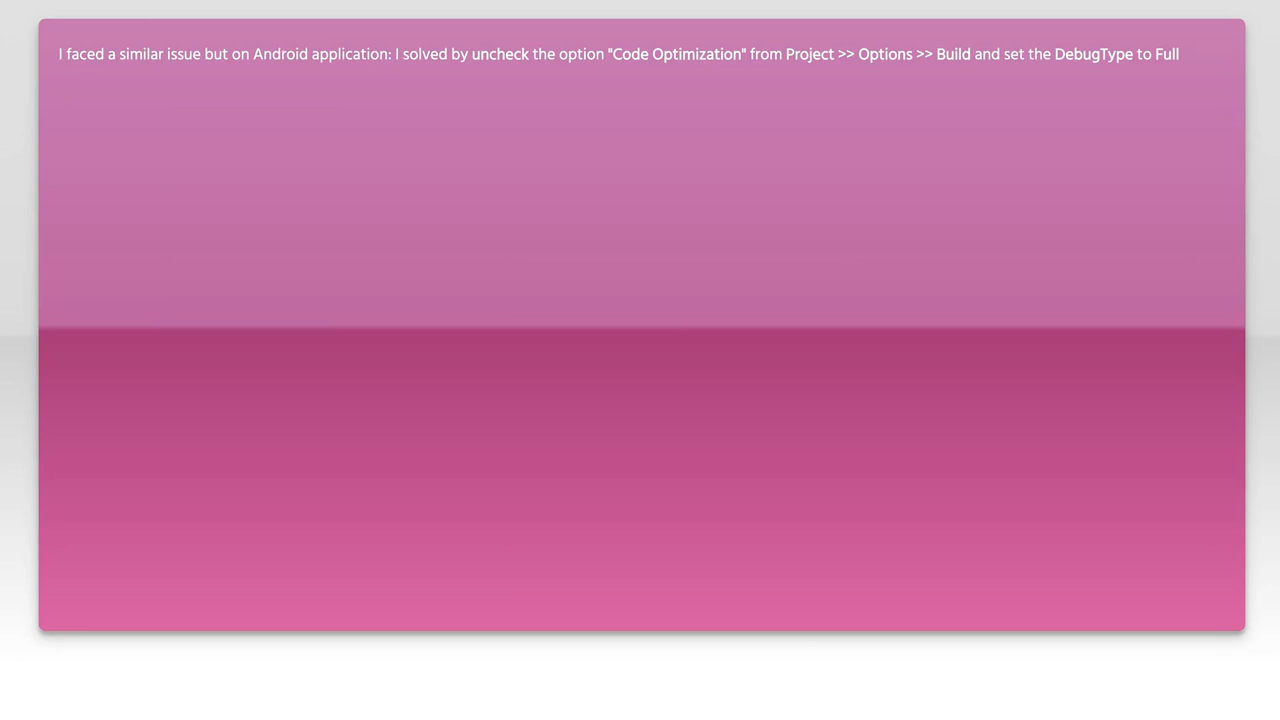 I faced a similar issue but on Android application: I solved by uncheck the option "Code Optimization" from Project >> Options >> Build and set the DebugType to Full